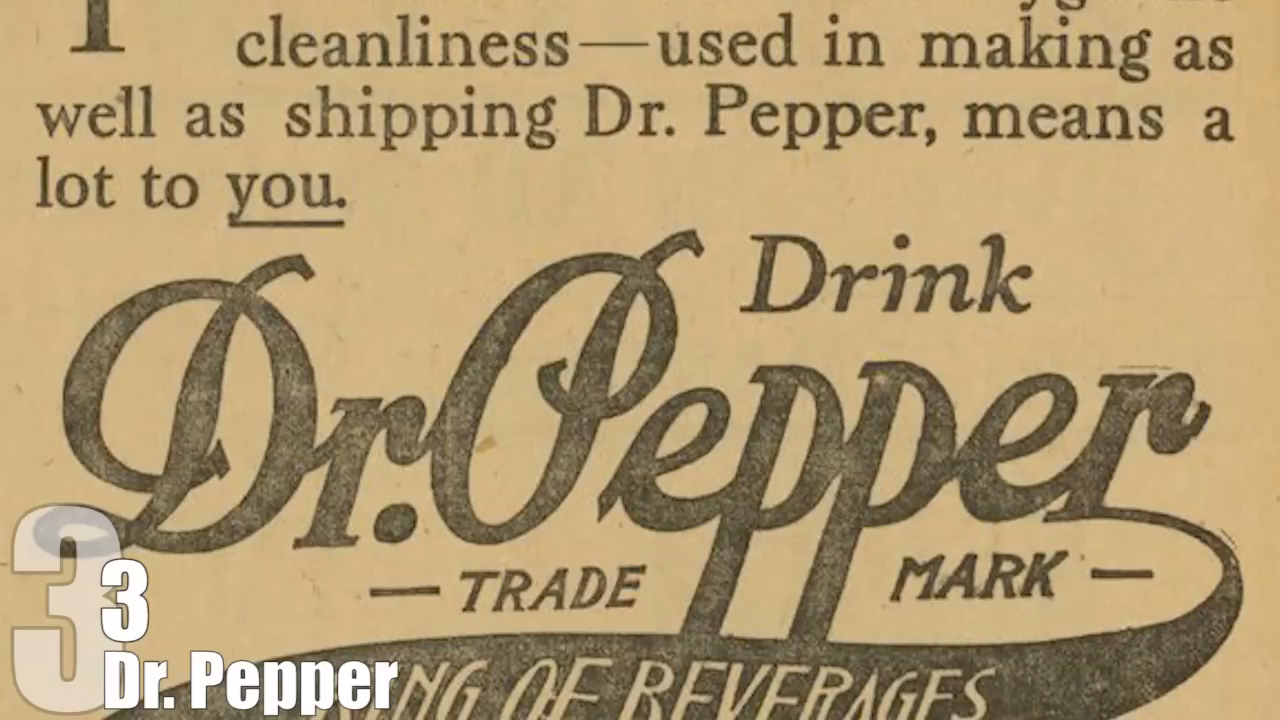 cleanliness—used in making as
well as shipping Dr. Pepper, means a
lot to you.
Drink
Dr. Pepper
— TRADE MARK —
OF BEVERAGES
3
3
Dr. Pepper